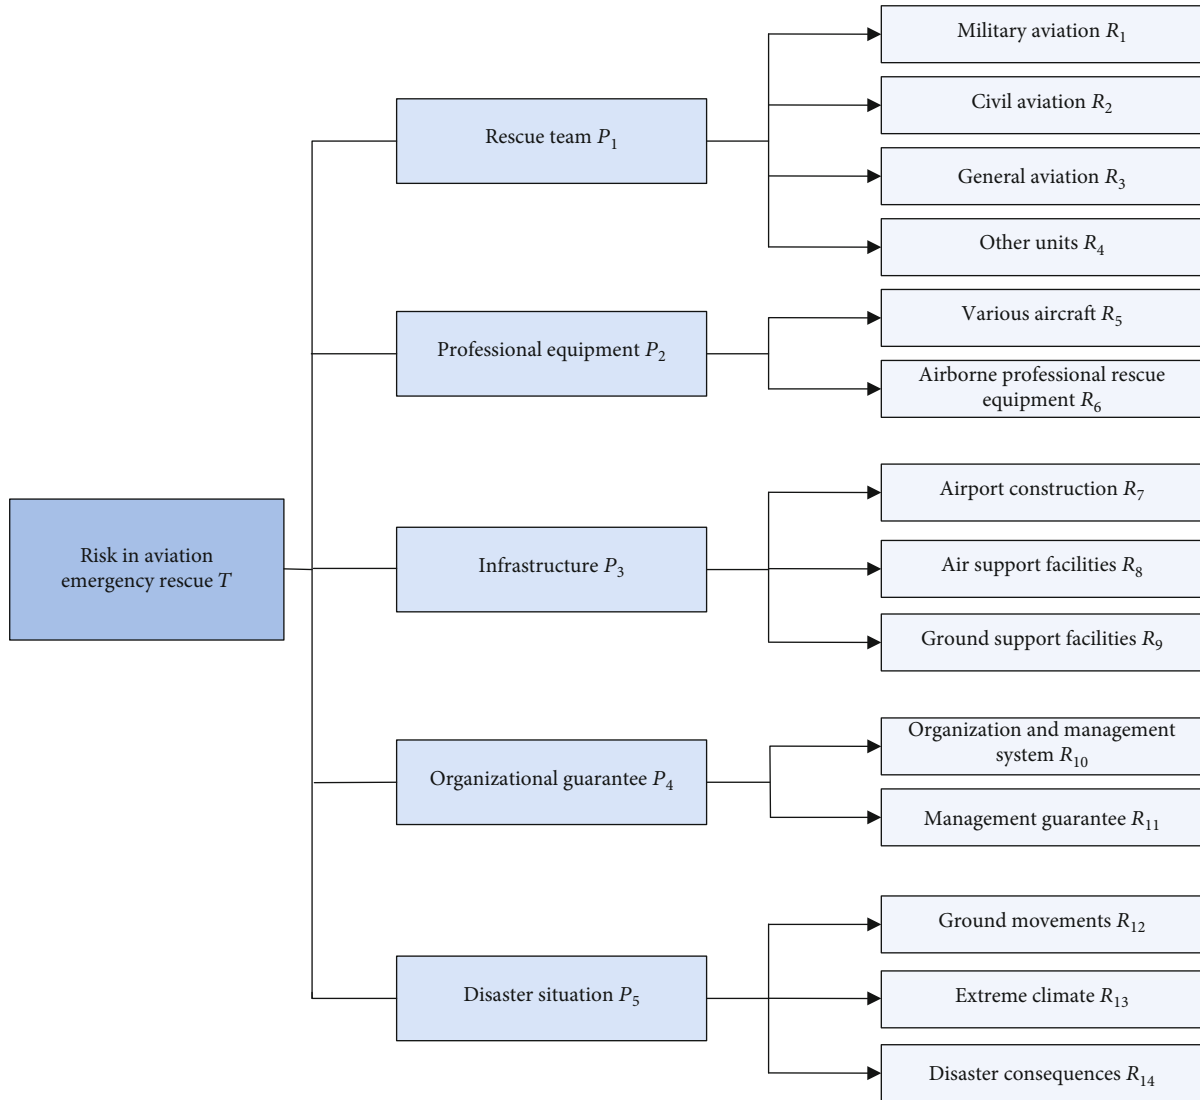 Risk in aviation
emergency rescue T
Rescue team P₁
Military aviation R₁
Civil aviation R₂
General aviation R₃
Other units R₄
Professional equipment P₂
Various aircraft R₅
Airborne professional rescue
equipment R₆
Infrastructure P₃
Airport construction R₇
Air support facilities R₈
Ground support facilities R₉
Organizational guarantee P₄
Organization and management
system R₁₀
Management guarantee R₁₁
Disaster situation P₅
Ground movements R₁₂
Extreme climate R₁₃
Disaster consequences R₁₄